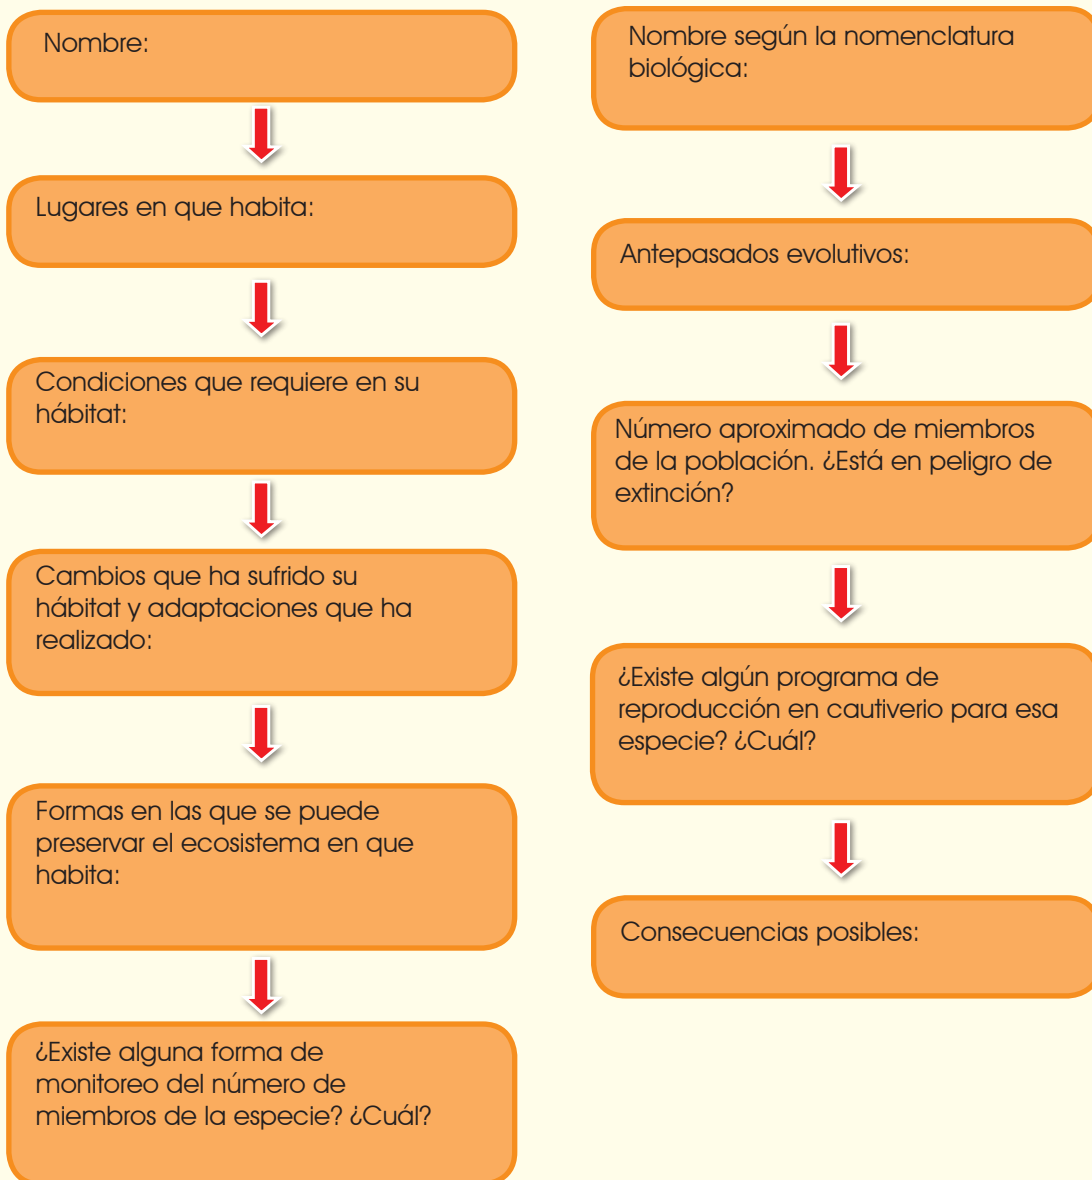 Nombre:
Lugares en que habita:
Condiciones que requiere en su
hábitat:
Cambios que ha sufrido su
hábitat y adaptaciones que ha
realizado:
Formas en las que se puede
preservar el ecosistema en que
habita:
¿Existe alguna forma de
monitoreo del número de
miembros de la especie? ¿Cuál?
Nombre según la nomenclatura
biológica:
Antepasados evolutivos:
Número aproximado de miembros
de la población. ¿Está en peligro de
extinción?
¿Existe algún programa de
reproducción en cautiverio para esa
especie? ¿Cuál?
Consecuencias posibles: